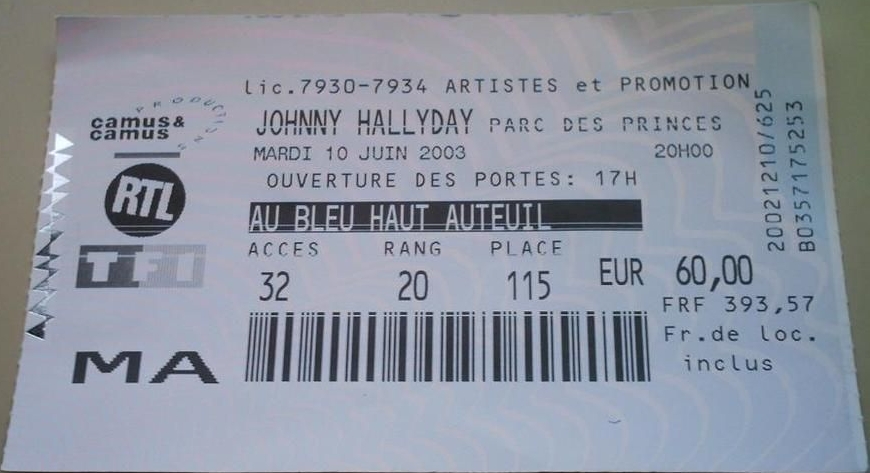 lic.7930-7934 ARTISTES et PROMOTION
camus&
camus
PRODUCTIONS
JOHNNY HALLYDAY PARC DES PRINCES
MARDI 10 JUIN 2003 20H00
OUVERTURE DES PORTES: 17H
RTL
AU BLEU HAUT AUTEUIL
TF1
ACCES RANG PLACE
32 20 115 EUR 60,00
FRF 393,57
Fr.de loc.
inclus
MA
20021210/625
B0357175253